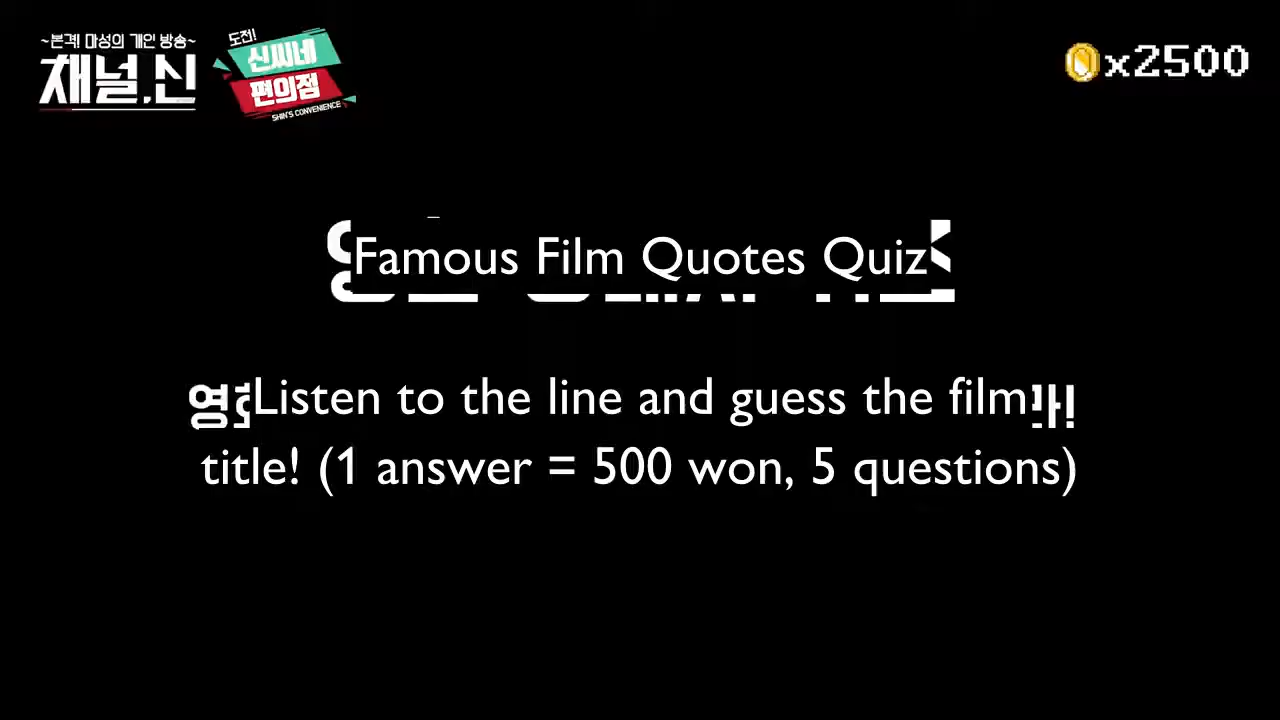 ~본격! 마성의 개인 방송~
채널.신
도전!
신씨네
편의점
SHIN'S CONVENIENCE
x2500
Famous Film Quotes Quiz
Listen to the line and guess the film
title! (1 answer = 500 won, 5 questions)